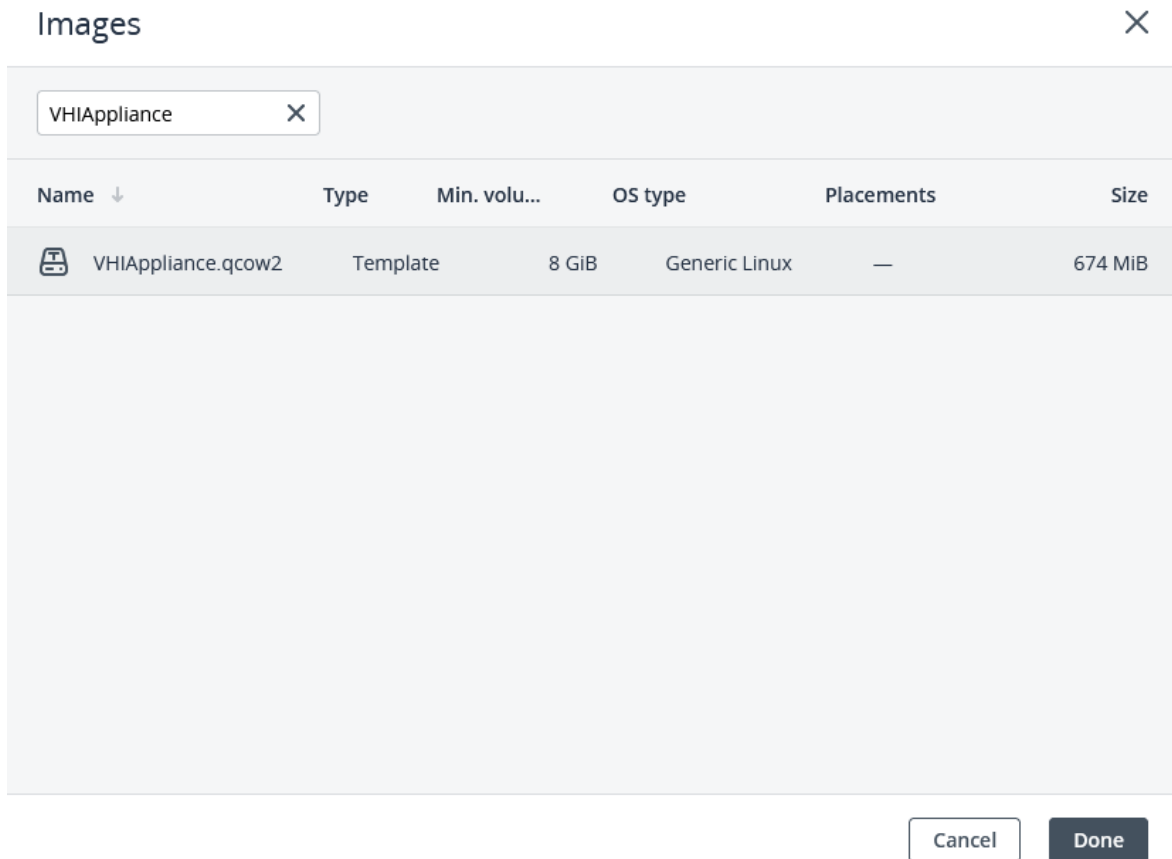 Images
VHIAppliance
Name Type Min. volu... OS type Placements Size
VHIAppliance.qcow2 Template 8 GiB Generic Linux — 674 MiB
Cancel Done